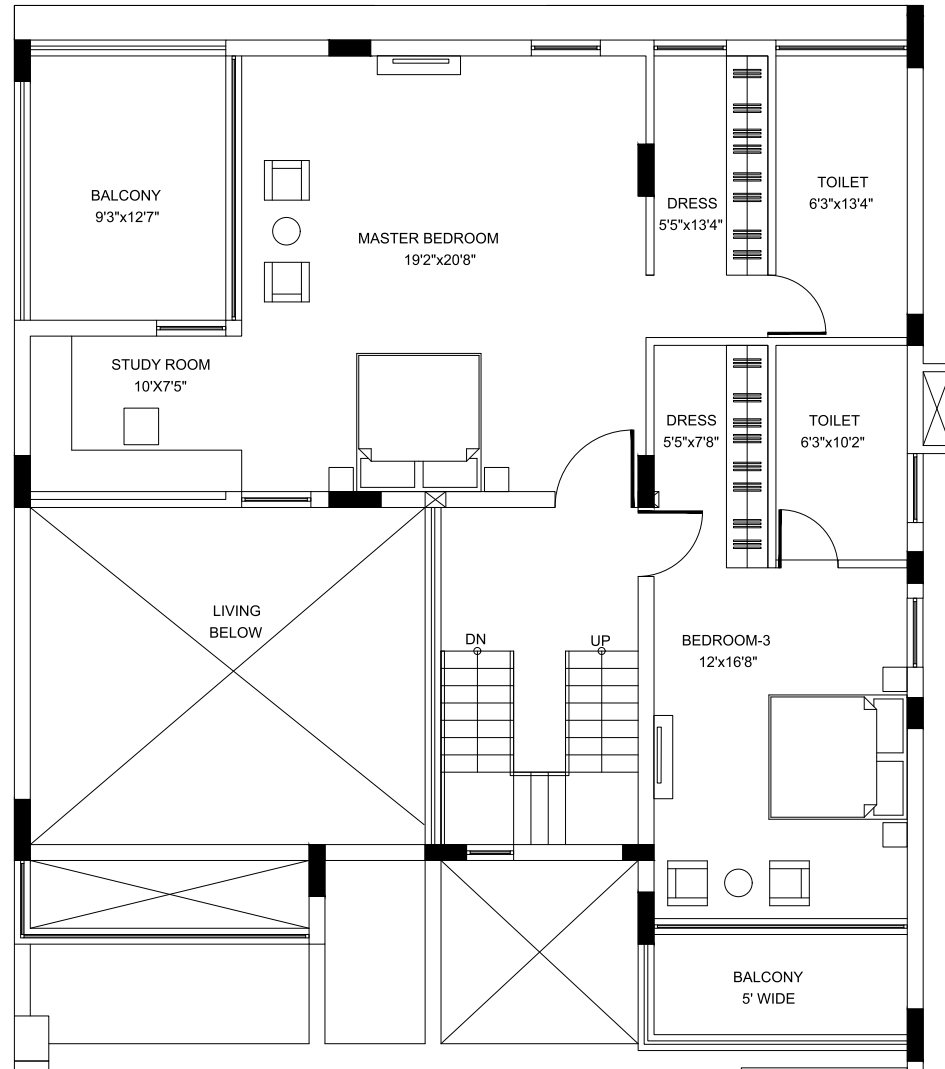 BALCONY
9'3"x12'7"
MASTER BEDROOM
19'2"x20'8"
DRESS
5'5"x13'4"
TOILET
6'3"x13'4"
STUDY ROOM
10'X7'5"
DRESS
5'5"x7'8"
TOILET
6'3"x10'2"
LIVING
BELOW
DN
UP
BEDROOM-3
12'x16'8"
BALCONY
5' WIDE